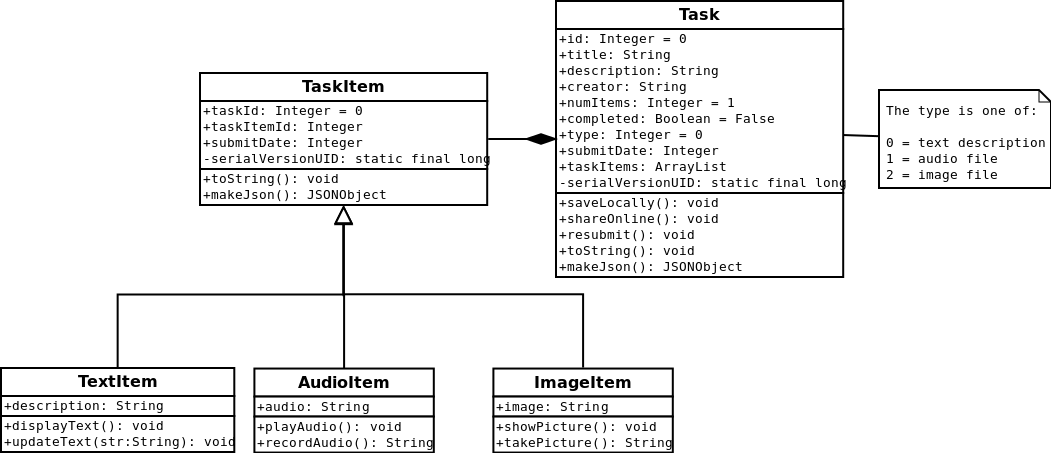 Task
+id: Integer = 0
+title: String
+description: String
+creator: String
+numItems: Integer = 1
+completed: Boolean = False
+type: Integer = 0
+submitDate: Integer
+taskItems: ArrayList
-serialVersionUID: static final long
+saveLocally(): void
+shareOnline(): void
+resubmit(): void
+toString(): void
+makeJson(): JSONObject
TaskItem
+taskId: Integer = 0
+taskItemId: Integer
+submitDate: Integer
-serialVersionUID: static final long
+toString(): void
+makeJson(): JSONObject
The type is one of:
0 = text description
1 = audio file
2 = image file
TextItem
+description: String
+displayText(): void
+updateText(str:String): void
AudioItem
+audio: String
+playAudio(): void
+recordAudio(): String
ImageItem
+image: String
+showPicture(): void
+takePicture(): String